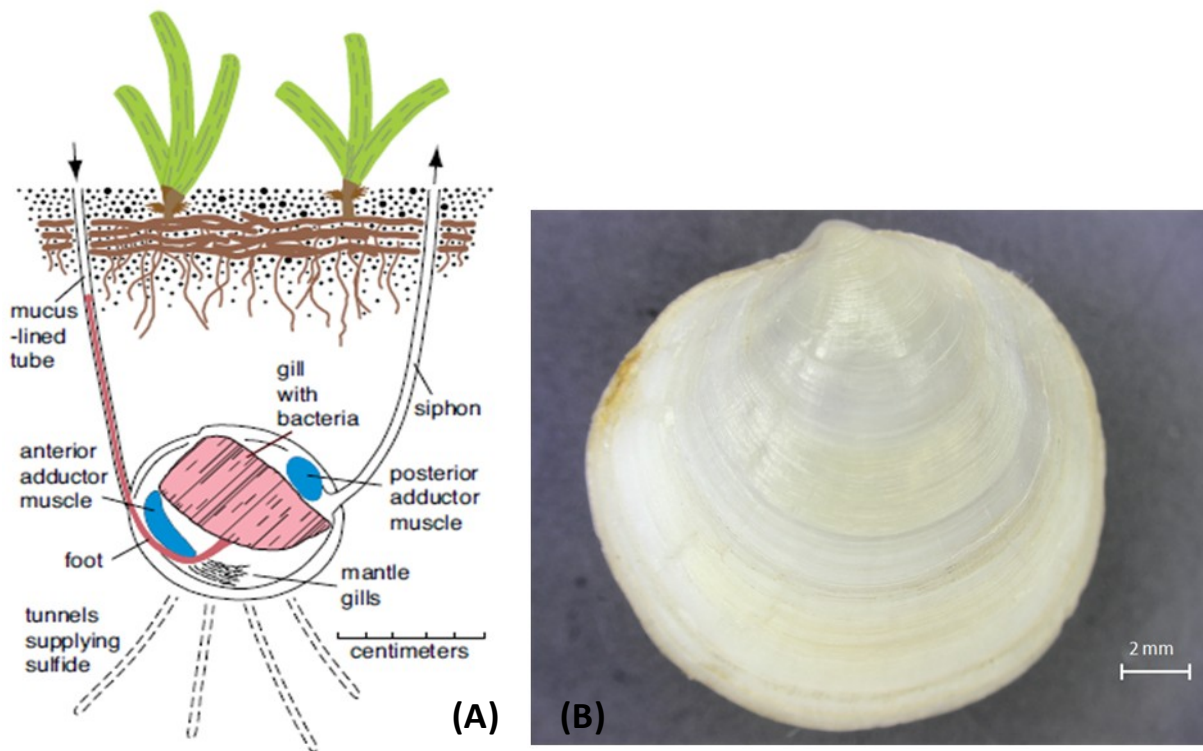 mucus
-lined
tube
gill
with
bacteria
siphon
anterior
adductor
muscle
posterior
adductor
muscle
foot
mantle
gills
tunnels
supplying
sulfide
centimeters
(A)
(B)
2 mm